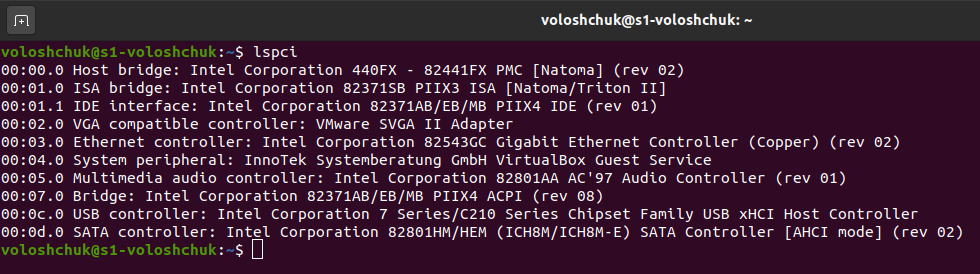 voloshchuk@s1-voloshchuk: ~
voloshchuk@s1-voloshchuk:~$ lspci
00:00.0 Host bridge: Intel Corporation 440FX - 82441FX PMC [Natoma] (rev 02)
00:01.0 ISA bridge: Intel Corporation 82371SB PIIX3 ISA [Natoma/Triton II]
00:01.1 IDE interface: Intel Corporation 82371AB/EB/MB PIIX4 IDE (rev 01)
00:02.0 VGA compatible controller: VMware SVGA II Adapter
00:03.0 Ethernet controller: Intel Corporation 82543GC Gigabit Ethernet Controller (Copper) (rev 02)
00:04.0 System peripheral: InnoTek Systemberatung GmbH VirtualBox Guest Service
00:05.0 Multimedia audio controller: Intel Corporation 82801AA AC'97 Audio Controller (rev 01)
00:07.0 Bridge: Intel Corporation 82371AB/EB/MB PIIX4 ACPI (rev 08)
00:0c.0 USB controller: Intel Corporation 7 Series/C210 Series Chipset Family USB xHCI Host Controller
00:0d.0 SATA controller: Intel Corporation 82801HM/HEM (ICH8M/ICH8M-E) SATA Controller [AHCI mode] (rev 02)
voloshchuk@s1-voloshchuk:~$